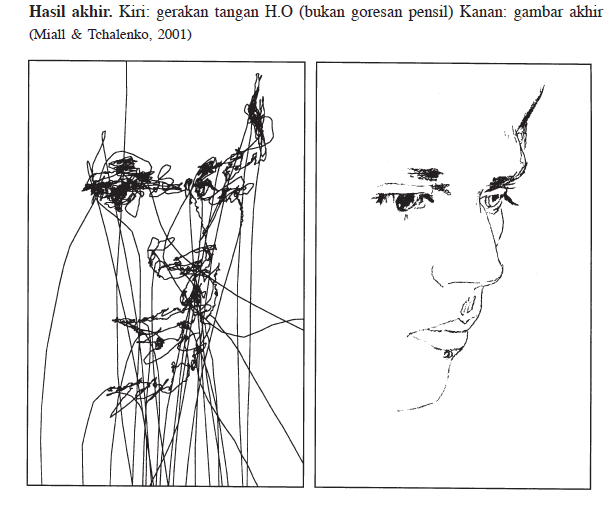 Hasil akhir. Kiri: gerakan tangan H.O (bukan goresan pensil) Kanan: gambar akhir
(Miall & Tchalenko, 2001)